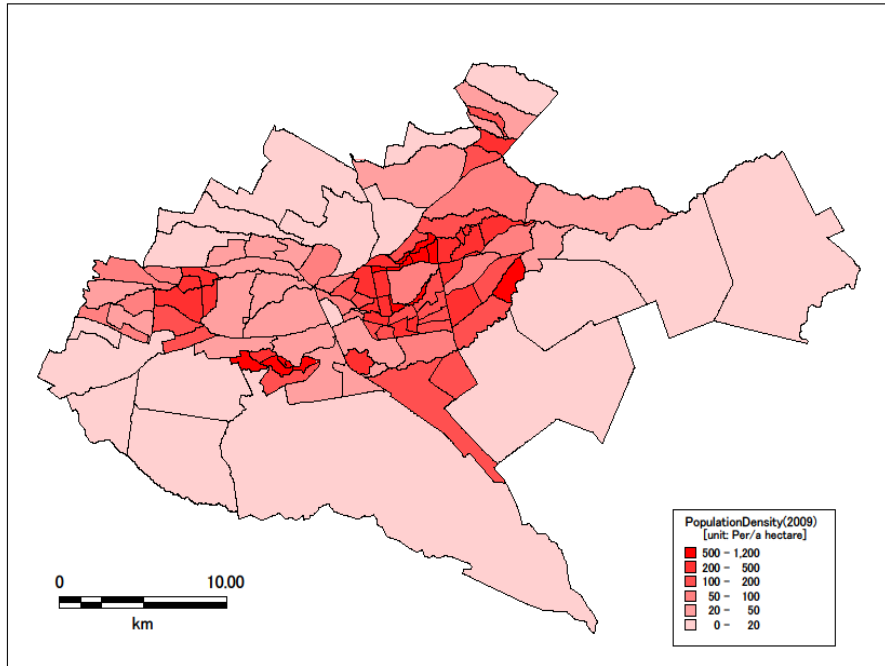 PopulationDensity(2009)
[unit: Per/a hectare]
500 - 1,200
200 - 500
100 - 200
50 - 100
20 - 50
0 - 20
0 10.00
km